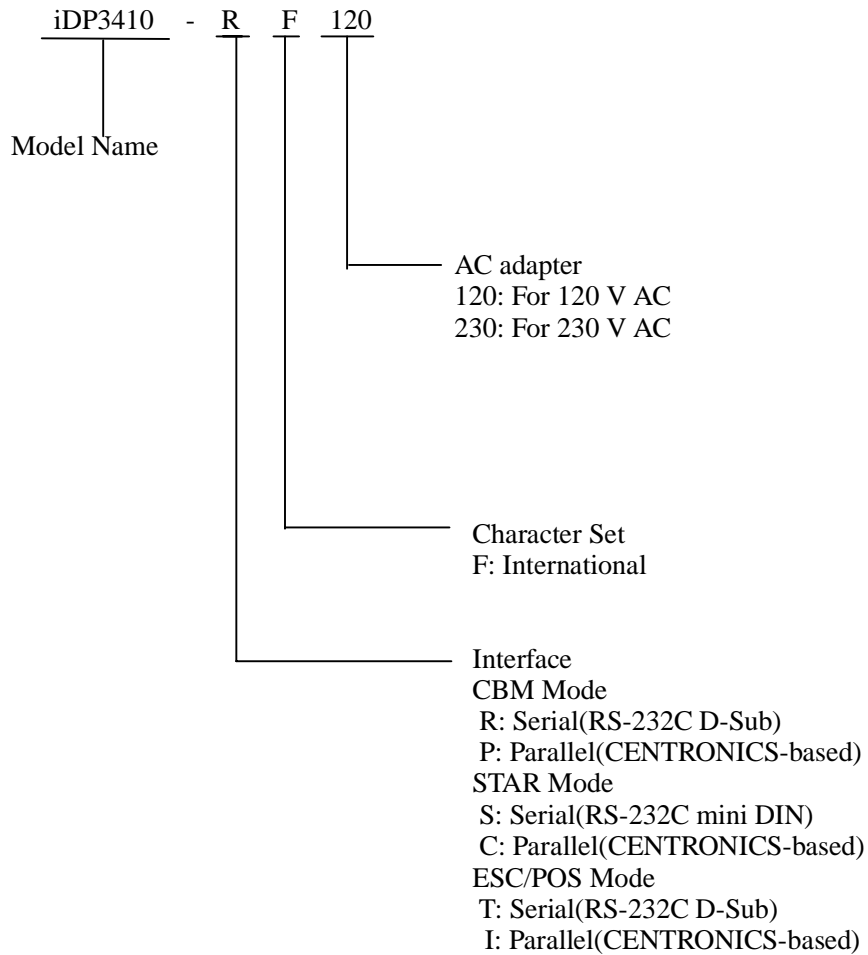 iDP3410 - R F 120
Model Name
AC adapter
120: For 120 V AC
230: For 230 V AC
Character Set
F: International
Interface
CBM Mode
R: Serial(RS-232C D-Sub)
P: Parallel(CENTRONICS-based)
STAR Mode
S: Serial(RS-232C mini DIN)
C: Parallel(CENTRONICS-based)
ESC/POS Mode
T: Serial(RS-232C D-Sub)
I: Parallel(CENTRONICS-based)